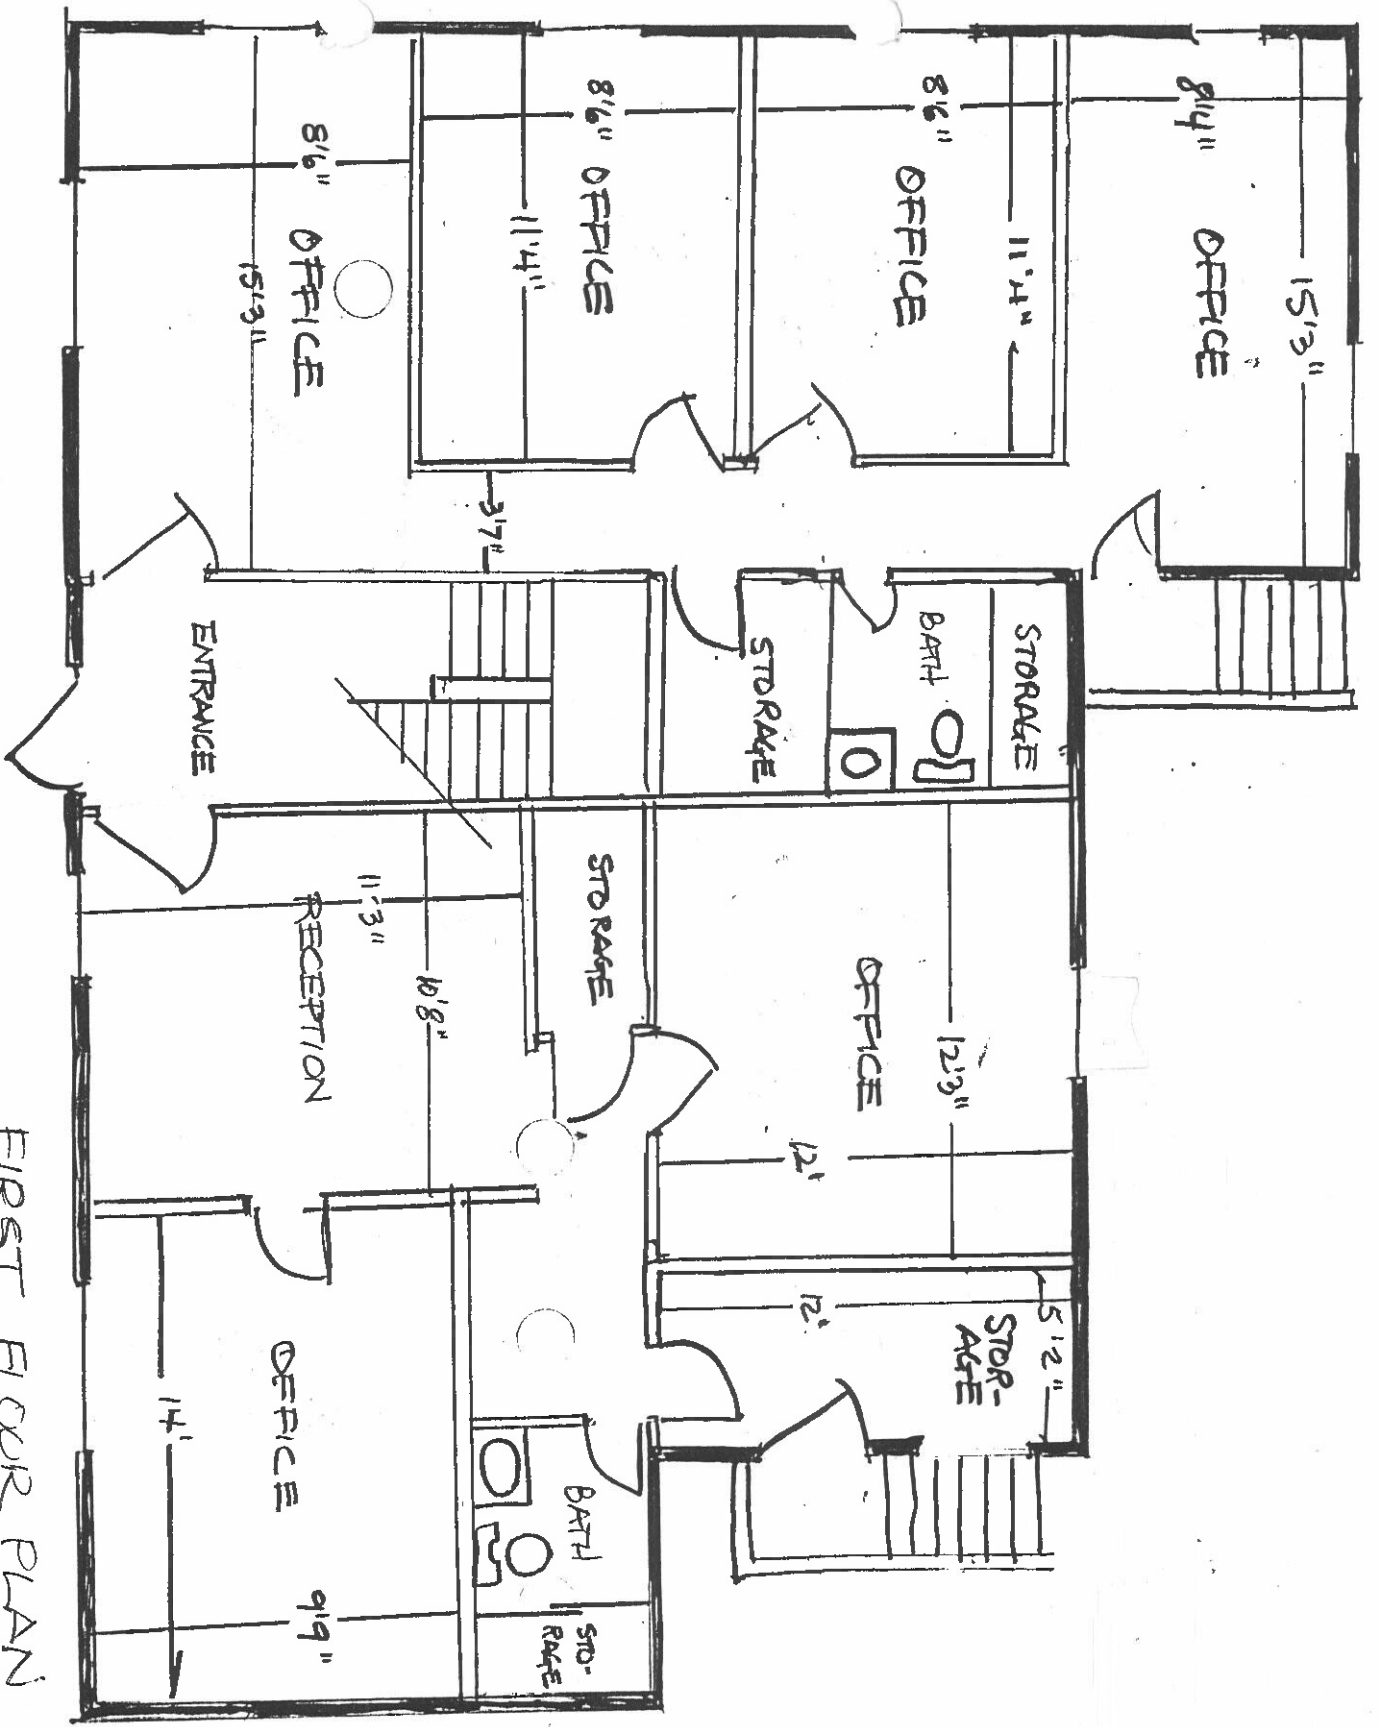 15'3"
8'4"
OFFICE
5'2"
11'4"
STORAGE
STOR-
AGE
8'6"
OFFICE
BATH
12'3"
OFFICE
12'
12'
STORAGE
8'6"
OFFICE
STORAGE
BATH
STO-
RAGE
11'4"
3'7"
10'8"
11'3"
8'6"
OFFICE
RECEPTION
9'9"
OFFICE
15'3"
ENTRANCE
14'
FIRST FLOOR PLAN